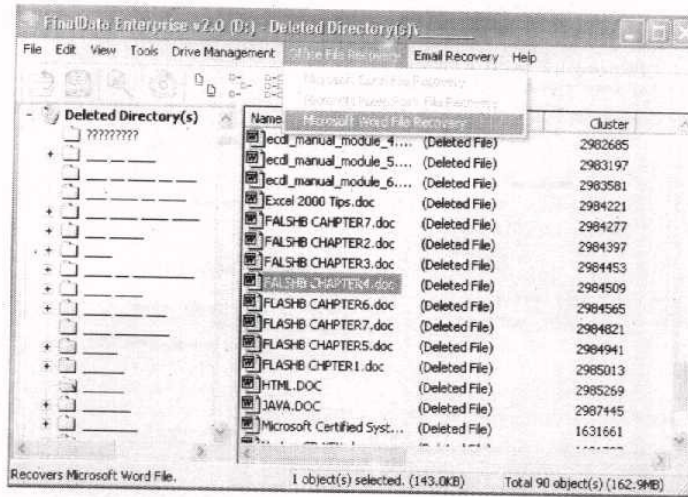 FinalData Enterprise v2.0 (D:) - Deleted Directory(s)\
File Edit View Tools Drive Management Office File Recovery Email Recovery Help
Microsoft Word File Recovery
Deleted Directory(s)
?????????
Name Cluster
ecdl_manual_module_4.... (Deleted File) 2982685
ecdl_manual_module_5.... (Deleted File) 2983197
ecdl_manual_module_6.... (Deleted File) 2983581
Excel 2000 Tips.doc (Deleted File) 2984221
FALSHB CAHPTER7.doc (Deleted File) 2984277
FALSHB CHAPTER2.doc (Deleted File) 2984397
FALSHB CHAPTER3.doc (Deleted File) 2984453
FALSHB CHAPTER4.doc (Deleted File) 2984509
FLASHB CAHPTER6.doc (Deleted File) 2984565
FLASHB CAHPTER7.doc (Deleted File) 2984821
FLASHB CHAPTER5.doc (Deleted File) 2984941
FLASHB CHPTER1.doc (Deleted File) 2985013
HTML.DOC (Deleted File) 2985269
JAVA.DOC (Deleted File) 2987445
Microsoft Certified Syst... (Deleted File) 1631661
Recovers Microsoft Word File. 1 object(s) selected. (143.0KB) Total 90 object(s) (162.9MB)